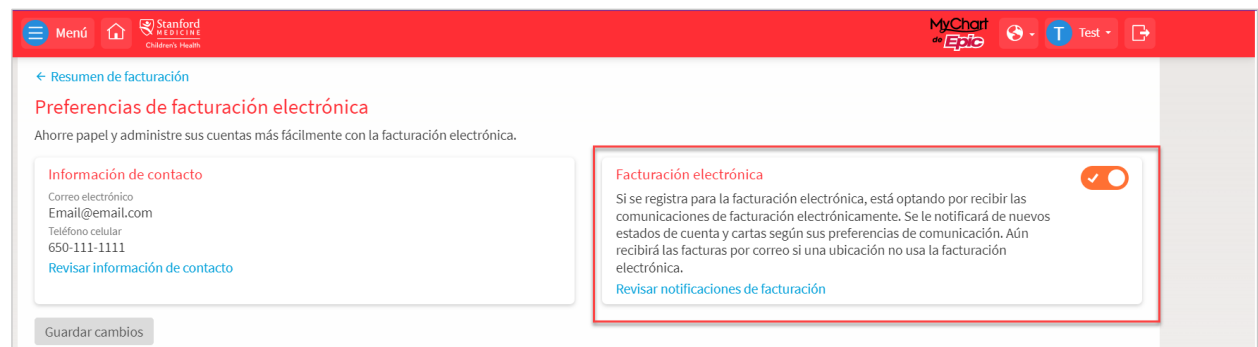 Menú
Stanford
MEDICINE
Children's Health
MyChart
de Epic
T Test
← Resumen de facturación
Preferencias de facturación electrónica
Ahorre papel y administre sus cuentas más fácilmente con la facturación electrónica.
Información de contacto
Correo electrónico
Email@email.com
Teléfono celular
650-111-1111
Revisar información de contacto
Facturación electrónica
Si se registra para la facturación electrónica, está optando por recibir las
comunicaciones de facturación electrónicamente. Se le notificará de nuevos
estados de cuenta y cartas según sus preferencias de comunicación. Aún
recibirá las facturas por correo si una ubicación no usa la facturación
electrónica.
Revisar notificaciones de facturación
Guardar cambios